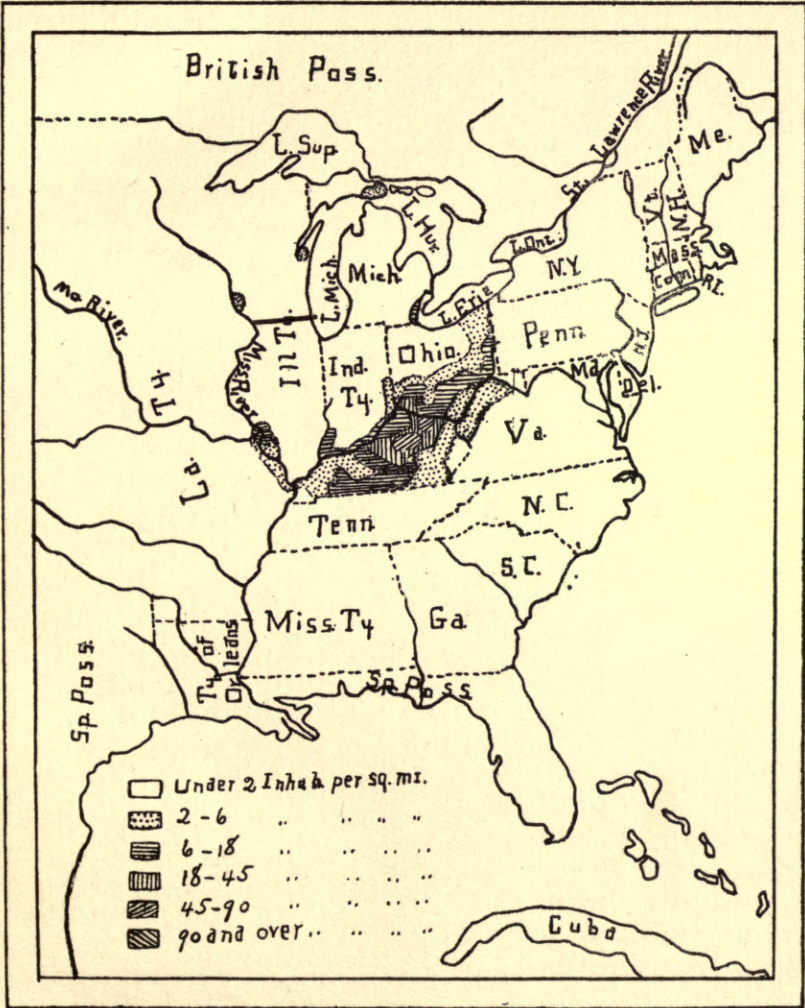 British Poss.
L. Sup.
St. Lawrence River
Me.
Vt.
N.H.
Mass
Con.
R.I.
L. Hur.
L. Ont.
N.Y.
L. Mich.
Mich.
L. Erie
Mo River
Ty
Miss River
Ill Ty.
Ind.
Ty.
Ohio.
Penn
N.J.
Md.
Del.
Va.
La.
Tenn.
N.C.
S.C.
Miss. Ty
Ga
Ty of
Orleans
Sp. Poss.
Sp. Poss.
Under 2 Inhab. per sq. mi.
2-6 " " " "
6-18 " " " "
18-45 " " " "
45-90 " " " "
90 and over " " " "
Cuba